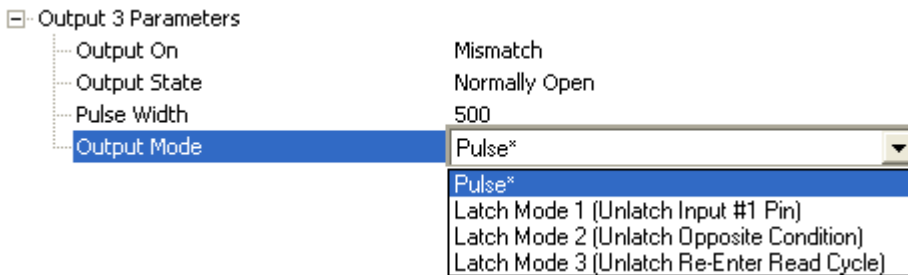 Output 3 Parameters
Output On Mismatch
Output State Normally Open
Pulse Width 500
Output Mode Pulse*
Pulse*
Latch Mode 1 (Unlatch Input #1 Pin)
Latch Mode 2 (Unlatch Opposite Condition)
Latch Mode 3 (Unlatch Re-Enter Read Cycle)